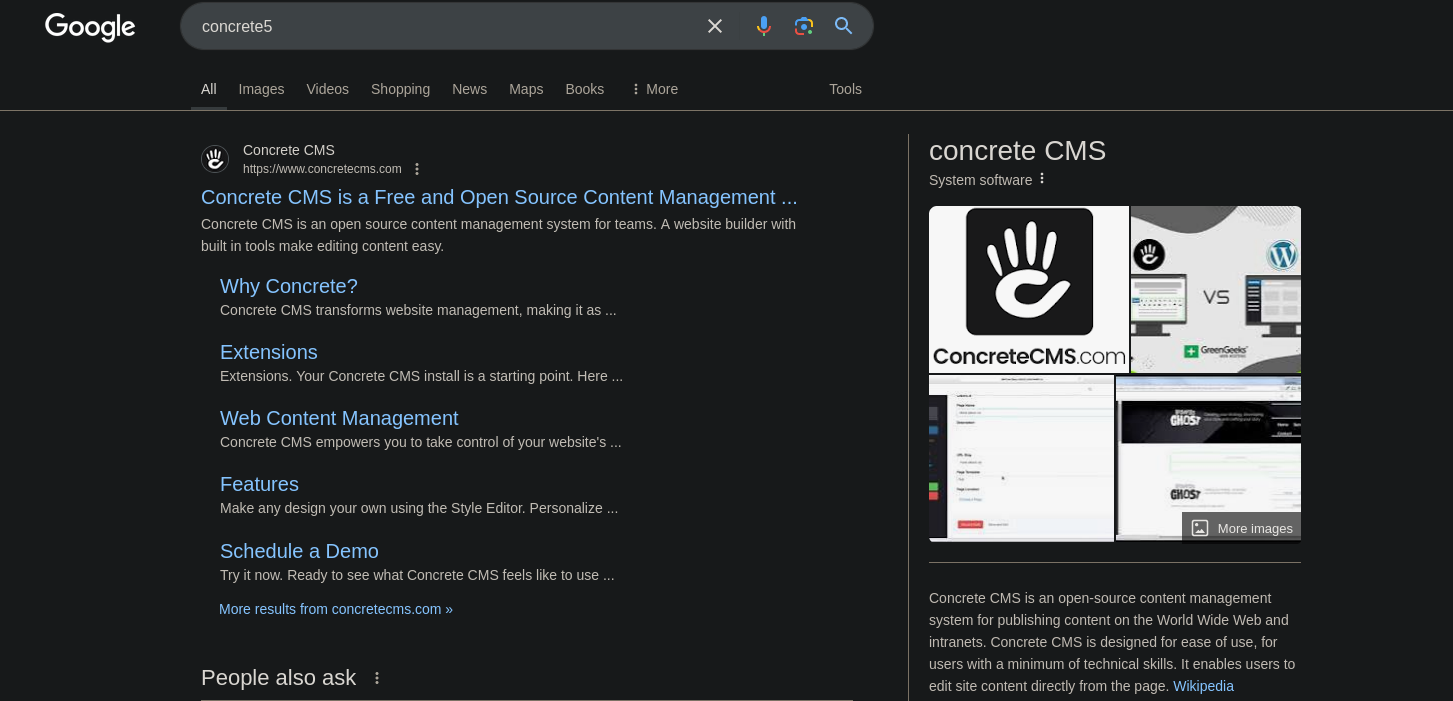 Google
concrete5
All Images Videos Shopping News Maps Books More Tools
Concrete CMS
https://www.concretecms.com
Concrete CMS is a Free and Open Source Content Management ...
Concrete CMS is an open source content management system for teams. A website builder with
built in tools make editing content easy.
Why Concrete?
Concrete CMS transforms website management, making it as ...
Extensions
Extensions. Your Concrete CMS install is a starting point. Here ...
Web Content Management
Concrete CMS empowers you to take control of your website's ...
Features
Make any design your own using the Style Editor. Personalize ...
Schedule a Demo
Try it now. Ready to see what Concrete CMS feels like to use ...
More results from concretecms.com »
People also ask
concrete CMS
System software
ConcreteCMS.com
VS
GreenGeeks
Page Name
URL Slug
Page Template
Page Location
GHOST
GHOST
More images
Concrete CMS is an open-source content management
system for publishing content on the World Wide Web and
intranets. Concrete CMS is designed for ease of use, for
users with a minimum of technical skills. It enables users to
edit site content directly from the page. Wikipedia